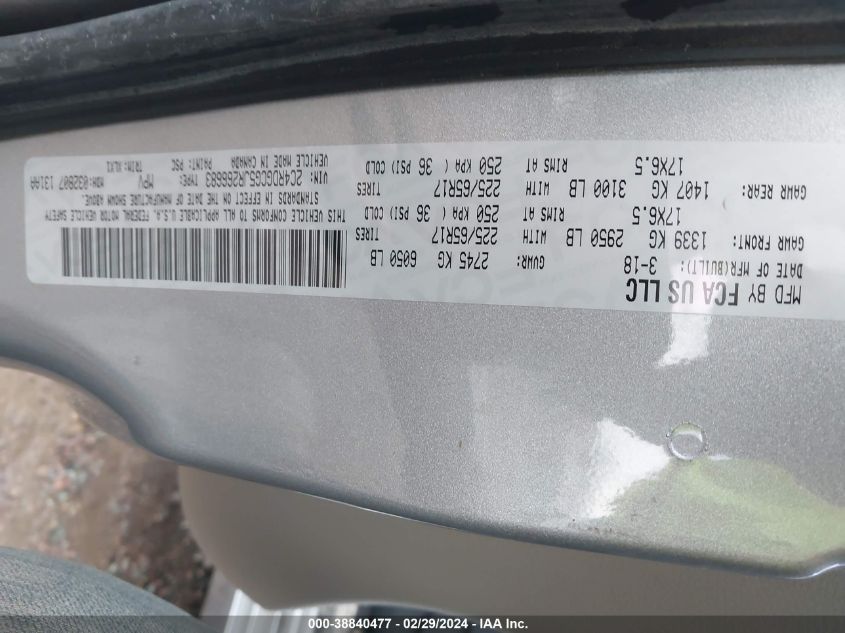 MFD BY FCA US LLC
DATE OF MFR(BUILT): 3-18 GVWR: 2745 KG 6050 LB
GAWR FRONT: 1339 KG 2950 LB WITH 225/65R17 TIRES
17X6.5 RIMS AT 250 KPA ( 36 PSI) COLD
GAWR REAR: 1407 KG 3100 LB WITH 225/65R17 TIRES
17X6.5 RIMS AT 250 KPA ( 36 PSI) COLD
THIS VEHICLE CONFORMS TO ALL APPLICABLE U.S.A. FEDERAL MOTOR VEHICLE SAFETY
STANDARDS IN EFFECT ON THE DATE OF MANUFACTURE SHOWN ABOVE.
VIN: 2C4RDGCG5JR266683 TYPE: MPV MDH:032807 131AA
VEHICLE MADE IN CANADA PAINT: PSC TRIM: XLX1
000-38840477 - 02/29/2024 - IAAI Inc.